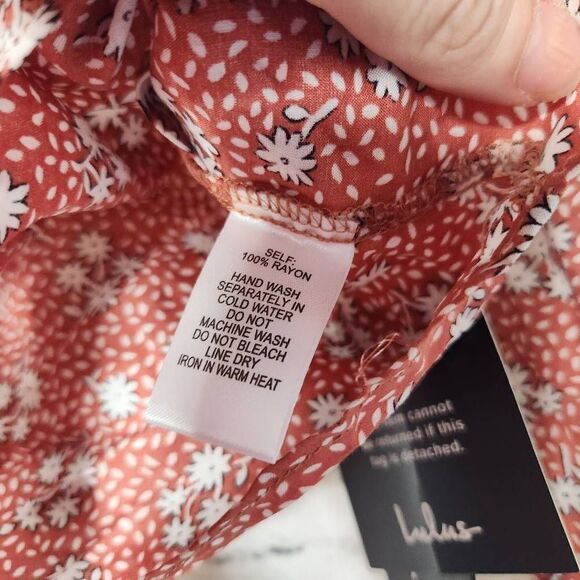 SELF:
100% RAYON
HAND WASH
SEPARATELY IN
COLD WATER
DO NOT
MACHINE WASH
DO NOT BLEACH
LINE DRY
IRON IN WARM HEAT
cannot
be returned if this
tag is detached.
Lulus